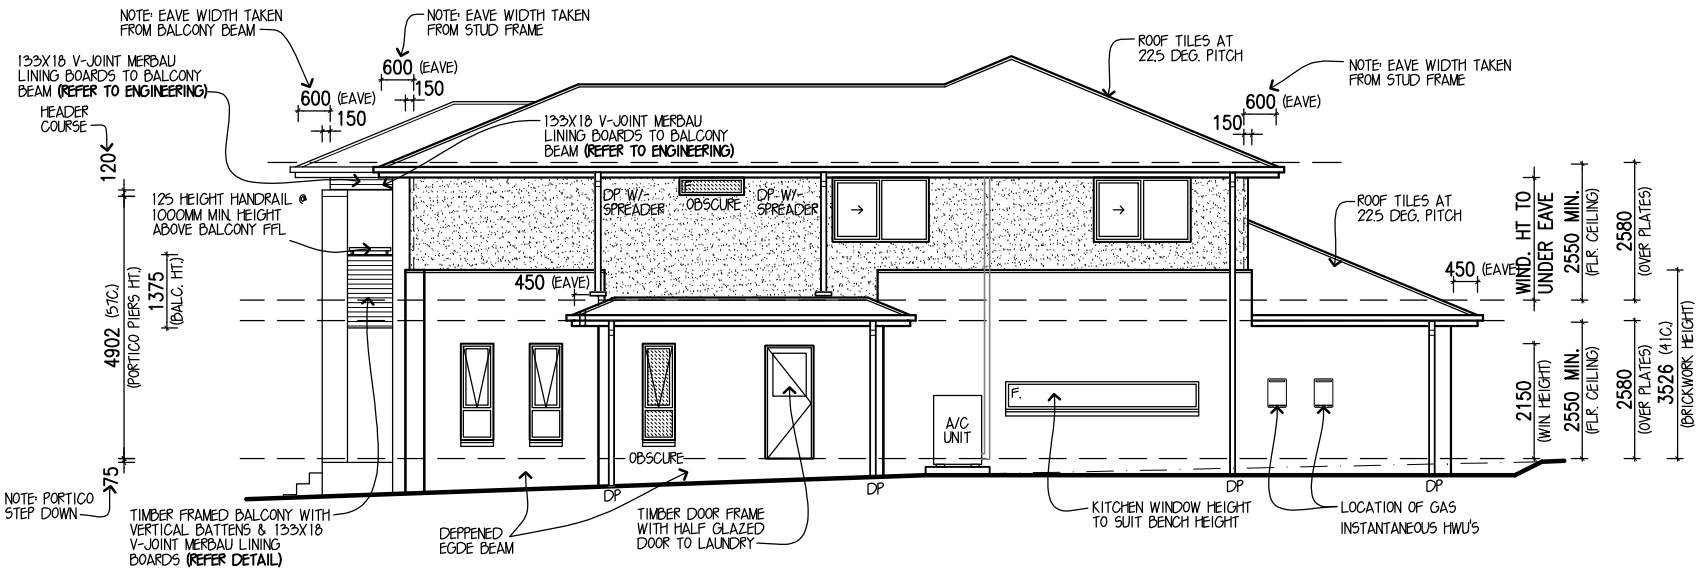 NOTE: EAVE WIDTH TAKEN
FROM BALCONY BEAM
NOTE: EAVE WIDTH TAKEN
FROM STUD FRAME
133X18 V-JOINT MERBAU
LINING BOARDS TO BALCONY
BEAM (REFER TO ENGINEERING)
HEADER
COURSE
120
600 (EAVE)
150
600 (EAVE)
150
133X18 V-JOINT MERBAU
LINING BOARDS TO BALCONY
BEAM (REFER TO ENGINEERING)
ROOF TILES AT
22.5 DEG. PITCH
NOTE: EAVE WIDTH TAKEN
FROM STUD FRAME
600 (EAVE)
150
125 HEIGHT HANDRAIL @
1000MM MIN. HEIGHT
ABOVE BALCONY FFL
DP W/-
SPREADER
F.
OBSCURE
DP W/-
SPREADER
ROOF TILES AT
22.5 DEG. PITCH
450 (EAVE)
450 (EAVE)
4902 (57C.)
(PORTICO PIERS HT.)
1375
(BALC. HT.)
WIND. HT TO
UNDER EAVE
2550 MIN.
(FLR. CEILING)
2580
(OVER PLATES)
2150
(WIN. HEIGHT)
2550 MIN.
(FLR. CEILING)
2580
(OVER PLATES)
3526 (41C.)
(BRICKWORK HEIGHT)
OBSCURE
A/C
UNIT
F.
75
NOTE: PORTICO
STEP DOWN
DP
DP
DP
DP
TIMBER FRAMED BALCONY WITH
VERTICAL BATTENS & 133X18
V-JOINT MERBAU LINING
BOARDS (REFER DETAIL)
DEPPENED
EGDE BEAM
TIMBER DOOR FRAME
WITH HALF GLAZED
DOOR TO LAUNDRY
KITCHEN WINDOW HEIGHT
TO SUIT BENCH HEIGHT
LOCATION OF GAS
INSTANTANEOUS HWU'S